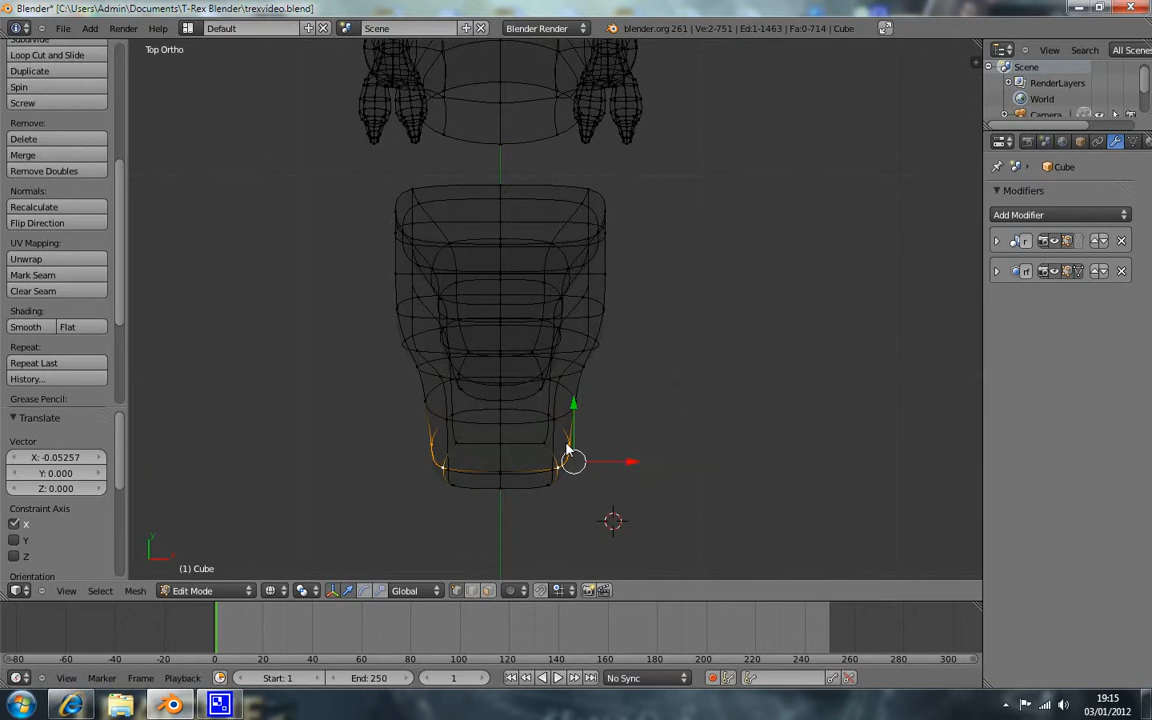 Blender* [C:\Users\Admin\Documents\T-Rex Blender\trexvideo.blend]
File Add Render Help Default Scene Blender Render blender.org 261 | Ve:2-751 | Ed:1-1463 | Fa:0-714 | Cube
View Search All Scenes
Subdivide
Loop Cut and Slide
Duplicate
Spin
Screw
Remove:
Delete
Merge
Remove Doubles
Normals:
Recalculate
Flip Direction
UV Mapping:
Unwrap
Mark Seam
Clear Seam
Shading:
Smooth Flat
Repeat:
Repeat Last
History...
Grease Pencil:
Translate
Vector
X: -0.05257
Y: 0.000
Z: 0.000
Constraint Axis
X
Y
Z
Orientation
Top Ortho
y
x
(1) Cube
Scene
RenderLayers
World
Camera
Cube
Modifiers
Add Modifier
r
rf
View Select Mesh Edit Mode Global
-80 -60 -40 -20 0 20 40 60 80 100 120 140 160 180 200 220 240 260 280 300
View Marker Frame Playback Start: 1 End: 250 1 No Sync
19:15
03/01/2012